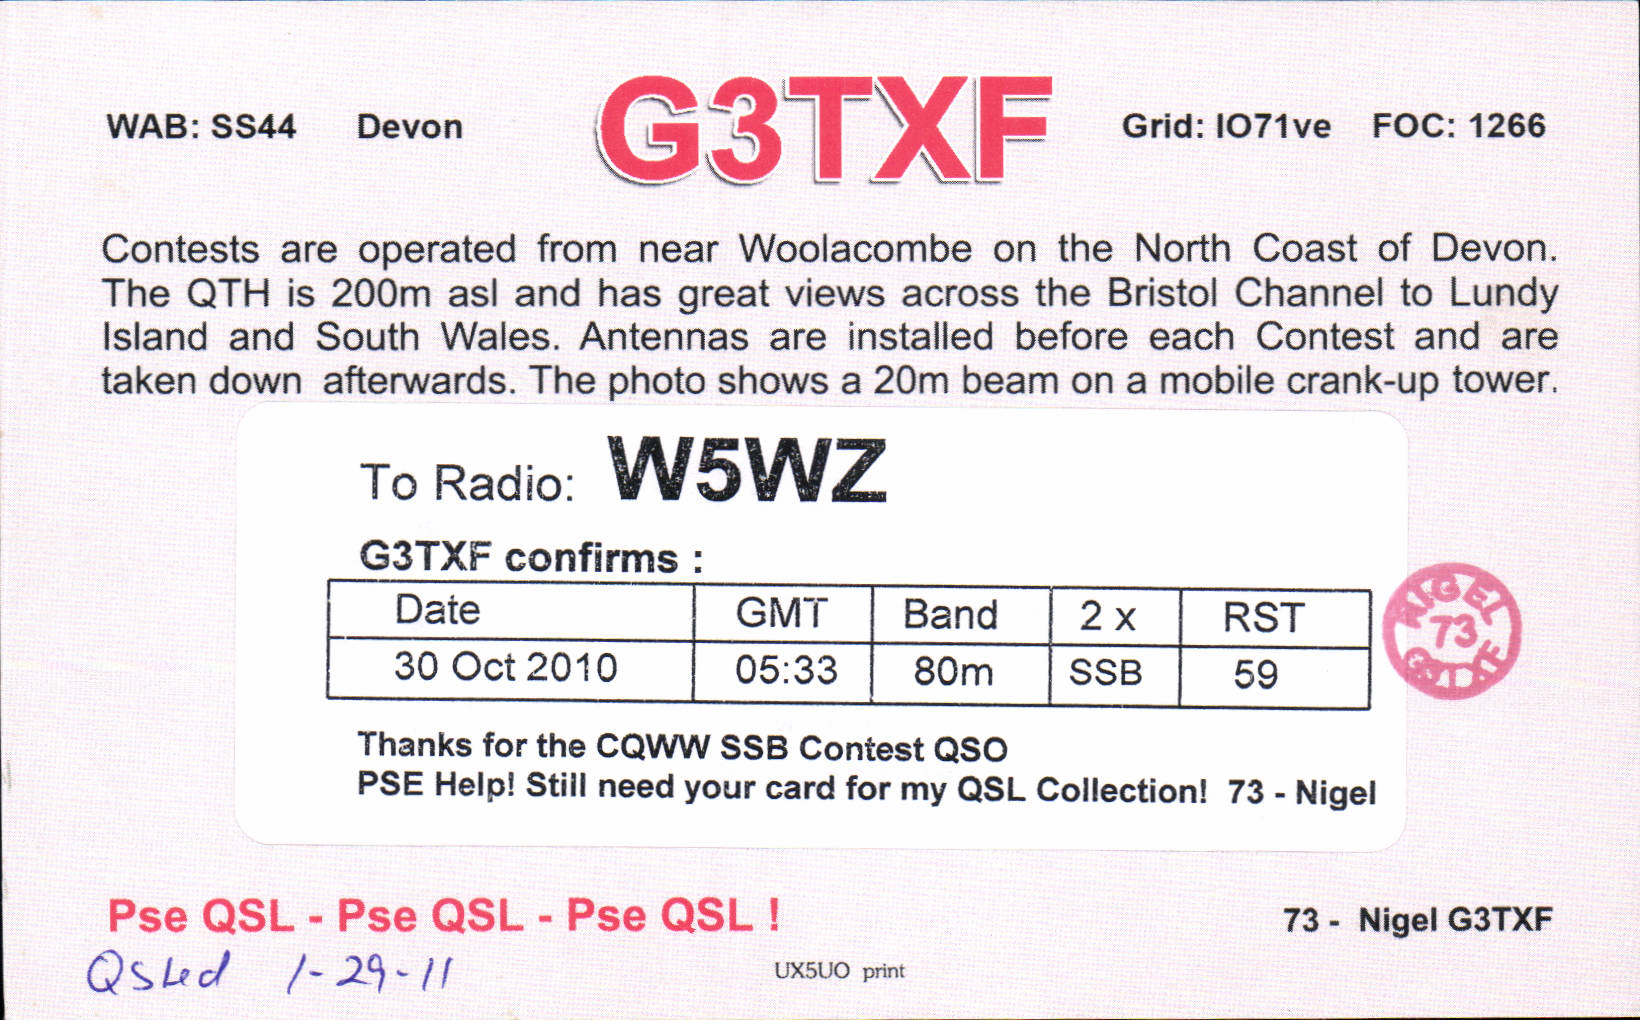 WAB: SS44 Devon G3TXF Grid: IO71ve FOC: 1266
Contests are operated from near Woolacombe on the North Coast of Devon.
The QTH is 200m asl and has great views across the Bristol Channel to Lundy
Island and South Wales. Antennas are installed before each Contest and are
taken down afterwards. The photo shows a 20m beam on a mobile crank-up tower.
To Radio: W5WZ
G3TXF confirms :
Date GMT Band 2 x RST
30 Oct 2010 05:33 80m SSB 59
NIGEL
73
G3TXF
Thanks for the CQWW SSB Contest QSO
PSE Help! Still need your card for my QSL Collection! 73 - Nigel
Pse QSL - Pse QSL - Pse QSL !
73 - Nigel G3TXF
QSLed 1-29-11
UX5UO print